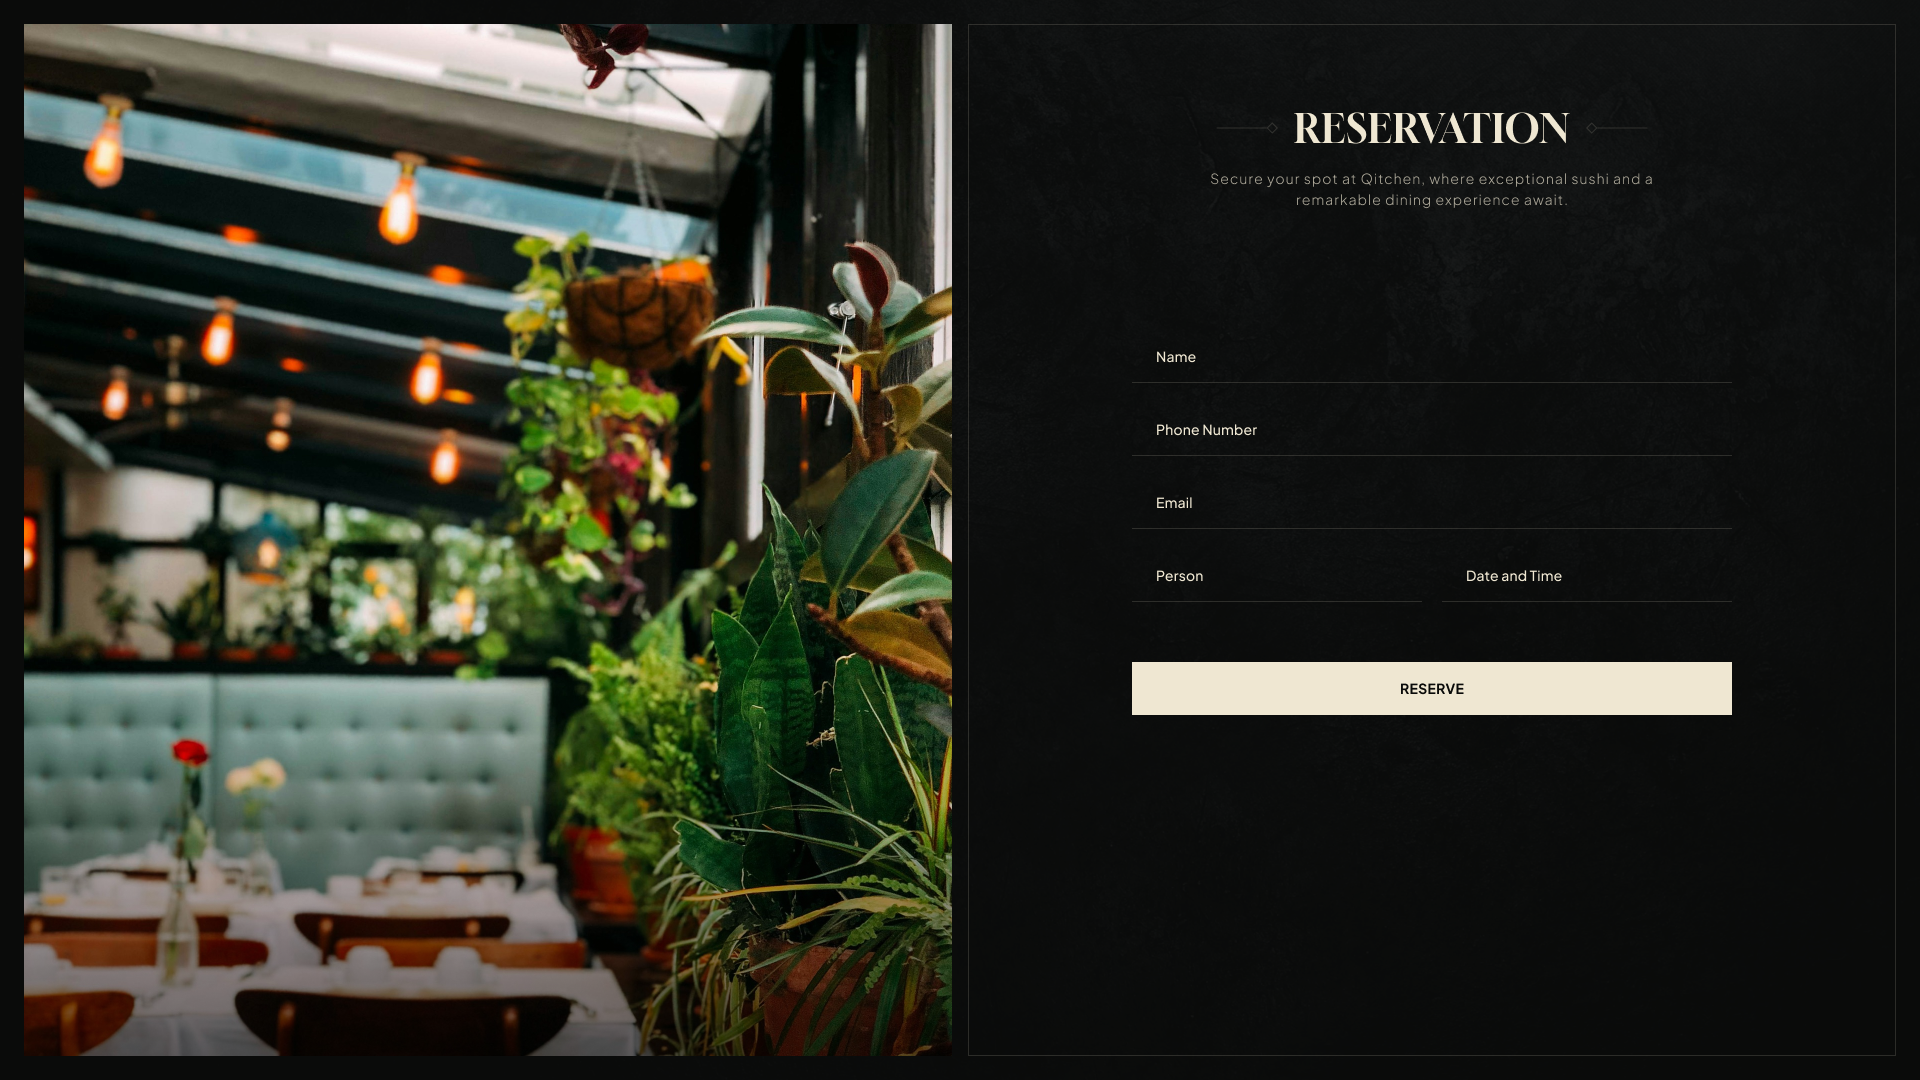 RESERVATION
Secure your spot at Qitchen, where exceptional sushi and a
remarkable dining experience await.
Name
Phone Number
Email
Person
Date and Time
RESERVE